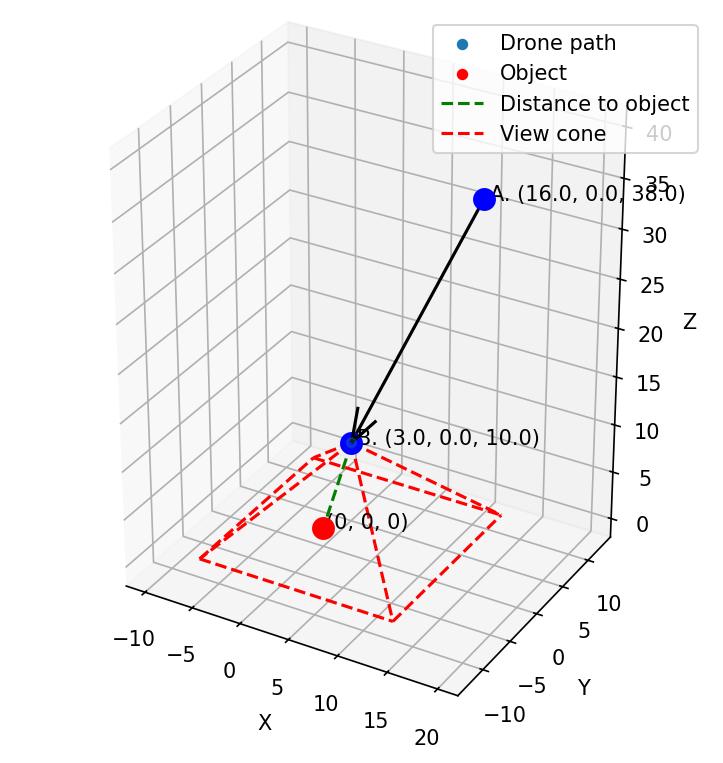 Drone path
Object
Distance to object
View cone
40
A. (16.0, 0.0, 38.0)
35
30
25
Z
20
15
10
B. (3.0, 0.0, 10.0)
5
(0, 0, 0)
0
−10
−5
0
5
10
15
20
X
10
5
0
−5
−10
Y